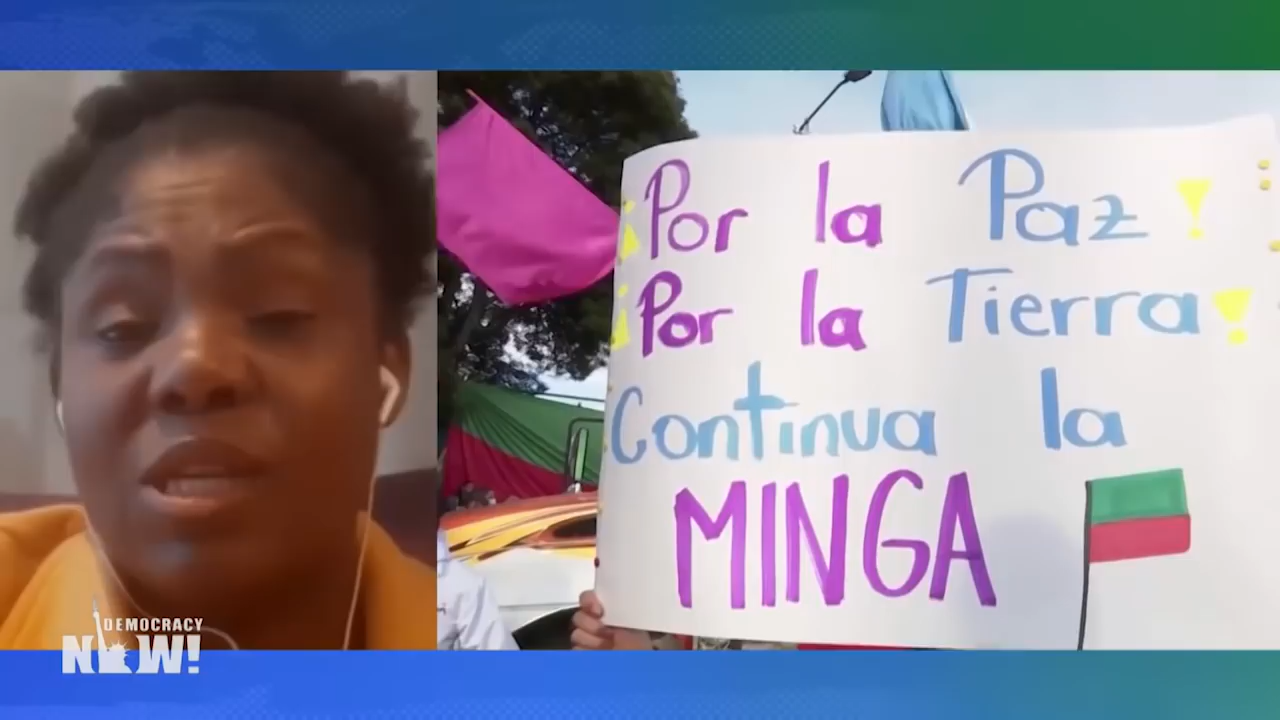 ¡Por la Paz!
¡Por la Tierra!
Continua la
MINGA
DEMOCRACY
NOW!